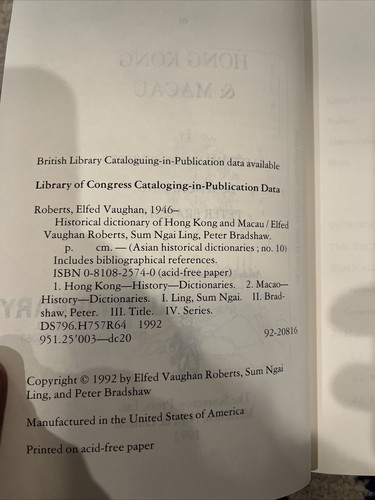 British Library Cataloguing-in-Publication data available
Library of Congress Cataloging-in-Publication Data
Roberts, Elfed Vaughan, 1946–
Historical dictionary of Hong Kong and Macau / Elfed
Vaughan Roberts, Sum Ngai Ling, Peter Bradshaw.
p. cm. — (Asian historical dictionaries ; no. 10)
Includes bibliographical references.
ISBN 0-8108-2574-0 (acid-free paper)
1. Hong Kong—History—Dictionaries. 2. Macao—
History—Dictionaries. I. Ling, Sum Ngai. II. Brad-
shaw, Peter. III. Title. IV. Series.
DS796.H757R64 1992
951.25'003—dc20 92-20816
Copyright © 1992 by Elfed Vaughan Roberts, Sum Ngai
Ling, and Peter Bradshaw
Manufactured in the United States of America
Printed on acid-free paper
HONG KONG
& MACAU